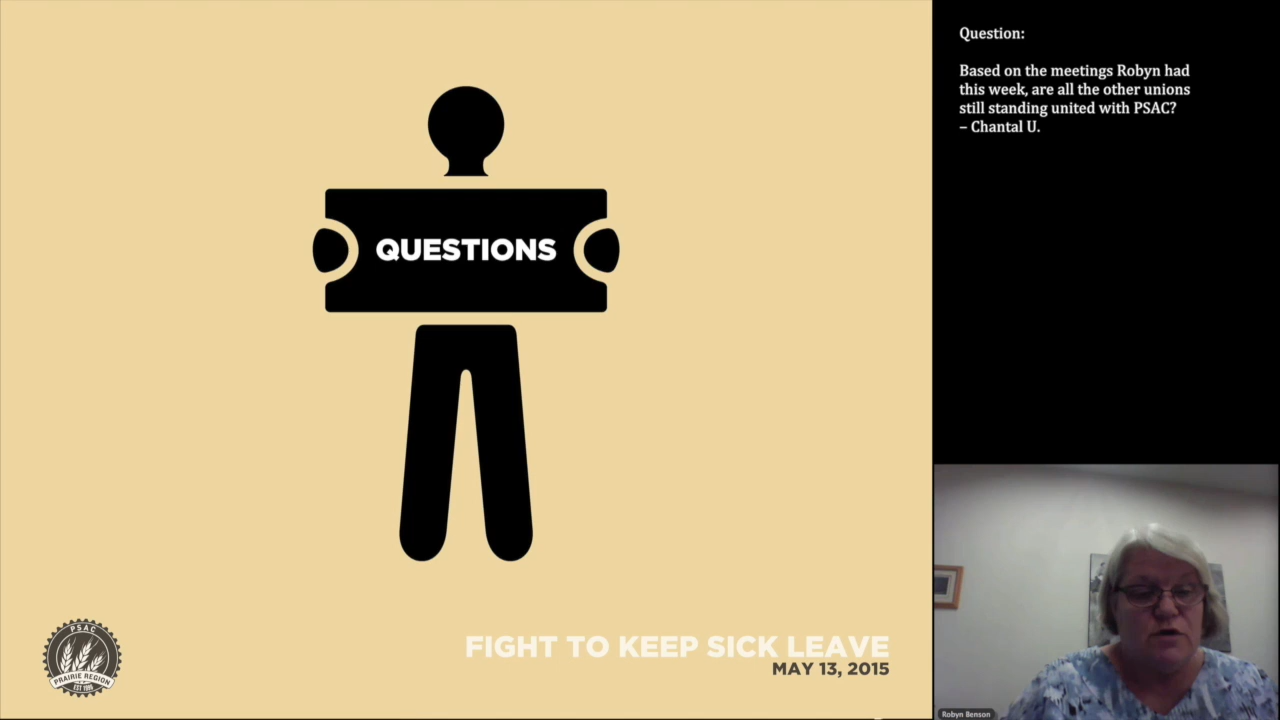 Question:
Based on the meetings Robyn had
this week, are all the other unions
still standing united with PSAC?
– Chantal U.
QUESTIONS
FIGHT TO KEEP SICK LEAVE
MAY 13, 2015
PSAC
PRAIRIE REGION
Robyn Benson